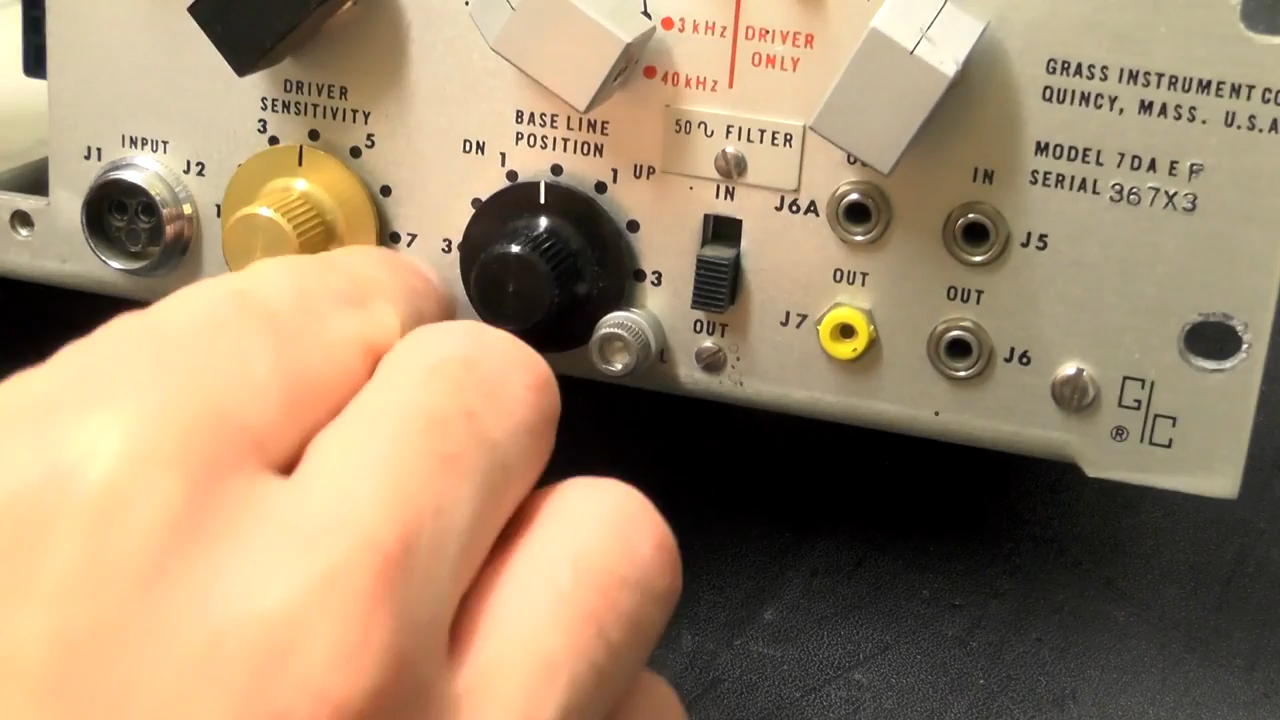 3 kHz
40 kHz
DRIVER
ONLY
GRASS INSTRUMENT CO
QUINCY, MASS. U.S.A
DRIVER
SENSITIVITY
3
5
1
7
INPUT
J1
J2
BASE LINE
POSITION
DN
1
1
UP
3
3
50∿ FILTER
IN
OUT
MODEL 7DA E F
SERIAL 367X3
J6A
IN
J5
OUT
J7
OUT
J6
G/C
®